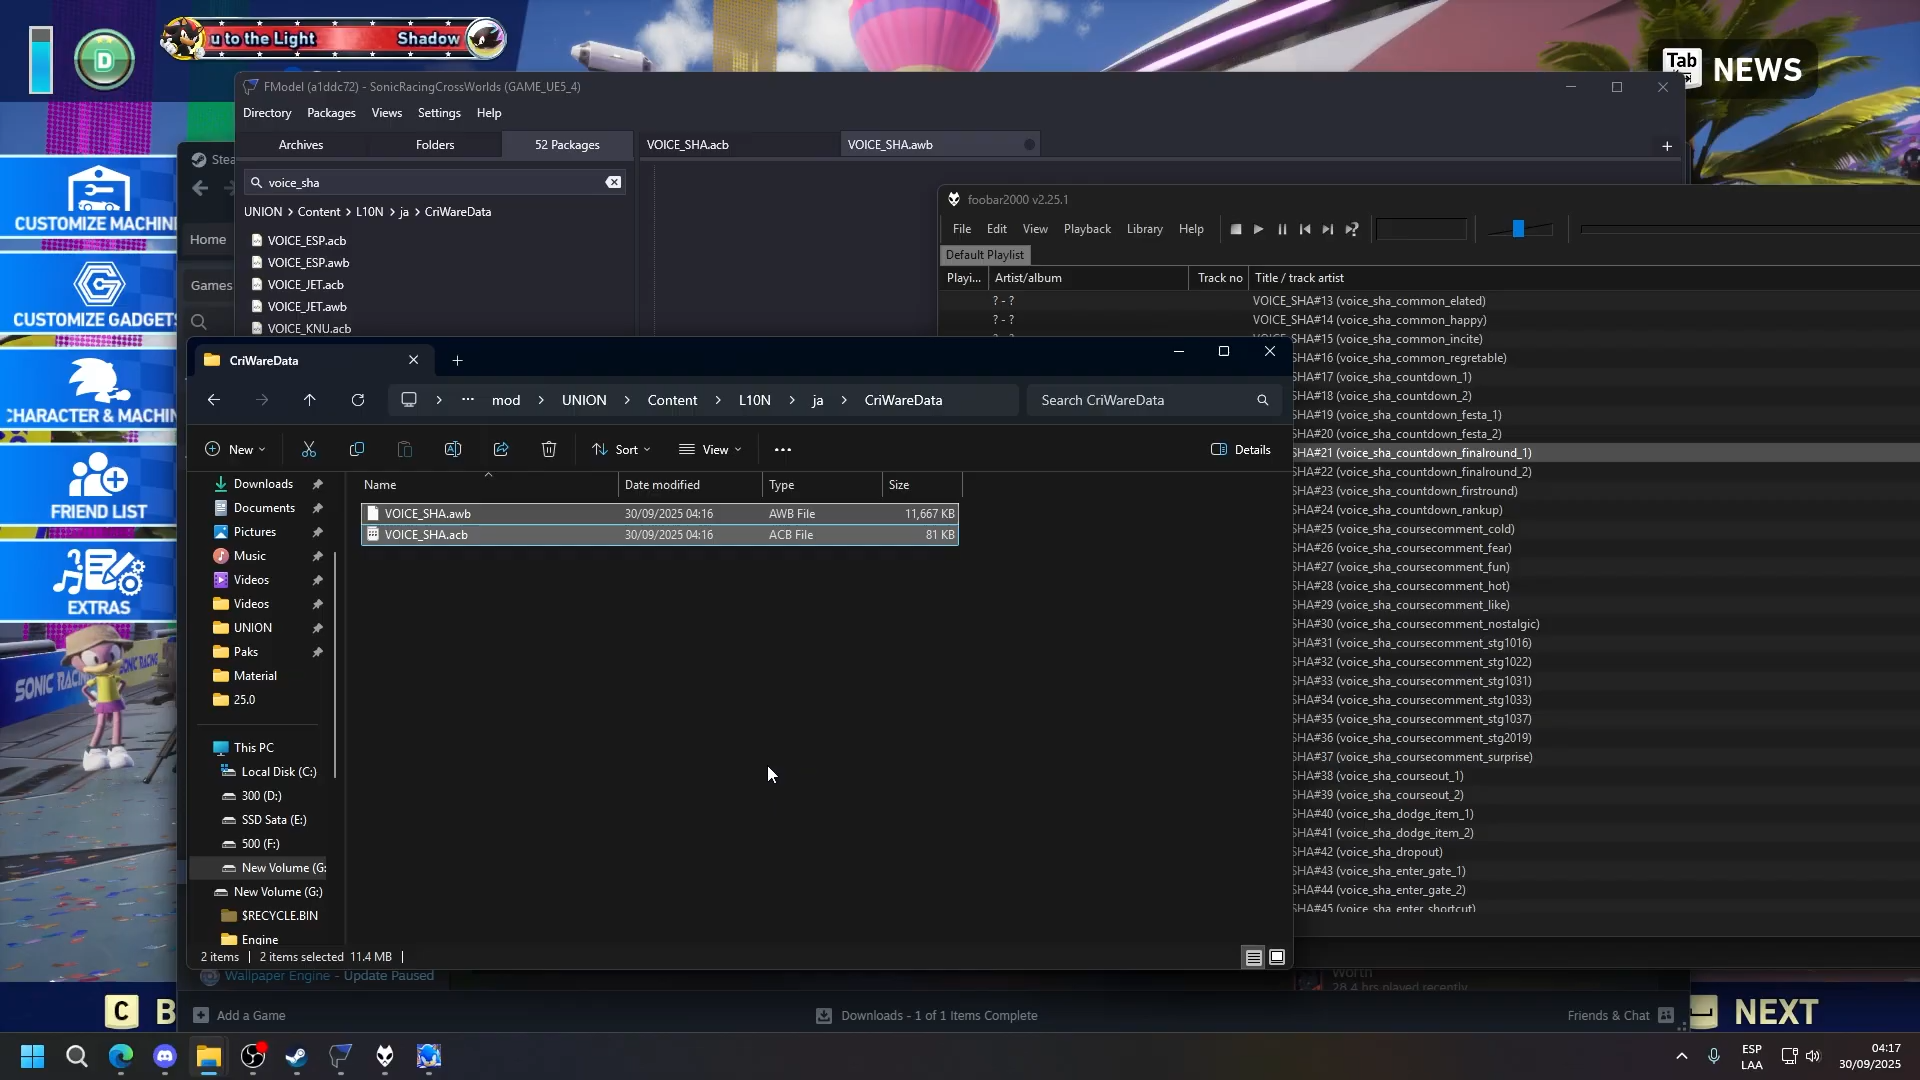 D
u to the Light
Shadow
Tab
NEWS
FModel (a1ddc72) - SonicRacingCrossWorlds (GAME_UE5_4)
Directory
Packages
Views
Settings
Help
Archives
Folders
52 Packages
VOICE_SHA.acb
VOICE_SHA.awb
voice_sha
UNION > Content > L10N > ja > CriWareData
VOICE_ESP.acb
VOICE_ESP.awb
VOICE_JET.acb
VOICE_JET.awb
VOICE_KNU.acb
Home
Games
CUSTOMIZE MACHIN
CUSTOMIZE GADGETS
CHARACTER & MACHIN
FRIEND LIST
EXTRAS
foobar2000 v2.25.1
File
Edit
View
Playback
Library
Help
Default Playlist
Playi...
Artist/album
Track no
Title / track artist
? - ?
VOICE_SHA#13 (voice_sha_common_elated)
? - ?
VOICE_SHA#14 (voice_sha_common_happy)
VOICE_SHA#15 (voice_sha_common_incite)
SHA#16 (voice_sha_common_regretable)
SHA#17 (voice_sha_countdown_1)
SHA#18 (voice_sha_countdown_2)
SHA#19 (voice_sha_countdown_festa_1)
SHA#20 (voice_sha_countdown_festa_2)
SHA#21 (voice_sha_countdown_finalround_1)
SHA#22 (voice_sha_countdown_finalround_2)
SHA#23 (voice_sha_countdown_firstround)
SHA#24 (voice_sha_countdown_rankup)
SHA#25 (voice_sha_coursecomment_cold)
SHA#26 (voice_sha_coursecomment_fear)
SHA#27 (voice_sha_coursecomment_fun)
SHA#28 (voice_sha_coursecomment_hot)
SHA#29 (voice_sha_coursecomment_like)
SHA#30 (voice_sha_coursecomment_nostalgic)
SHA#31 (voice_sha_coursecomment_stg1016)
SHA#32 (voice_sha_coursecomment_stg1022)
SHA#33 (voice_sha_coursecomment_stg1031)
SHA#34 (voice_sha_coursecomment_stg1033)
SHA#35 (voice_sha_coursecomment_stg1037)
SHA#36 (voice_sha_coursecomment_stg2019)
SHA#37 (voice_sha_coursecomment_surprise)
SHA#38 (voice_sha_courseout_1)
SHA#39 (voice_sha_courseout_2)
SHA#40 (voice_sha_dodge_item_1)
SHA#41 (voice_sha_dodge_item_2)
SHA#42 (voice_sha_dropout)
SHA#43 (voice_sha_enter_gate_1)
SHA#44 (voice_sha_enter_gate_2)
SHA#45 (voice_sha_enter_shortcut)
CriWareData
mod > UNION > Content > L10N > ja > CriWareData
Search CriWareData
New
Sort
View
Details
Downloads
Documents
Pictures
Music
Videos
Videos
UNION
Paks
Material
25.0
This PC
Local Disk (C:)
300 (D:)
SSD Sata (E:)
500 (F:)
New Volume (G:
New Volume (G:)
$RECYCLE.BIN
Engine
Name
Date modified
Type
Size
VOICE_SHA.awb
30/09/2025 04:16
AWB File
11,667 KB
VOICE_SHA.acb
30/09/2025 04:16
ACB File
81 KB
2 items
2 items selected 11.4 MB
Wallpaper Engine - Update Paused
28.4 hrs played recently
C
B
Add a Game
Downloads - 1 of 1 Items Complete
Friends & Chat
NEXT
ESP
LAA
04:17
30/09/2025